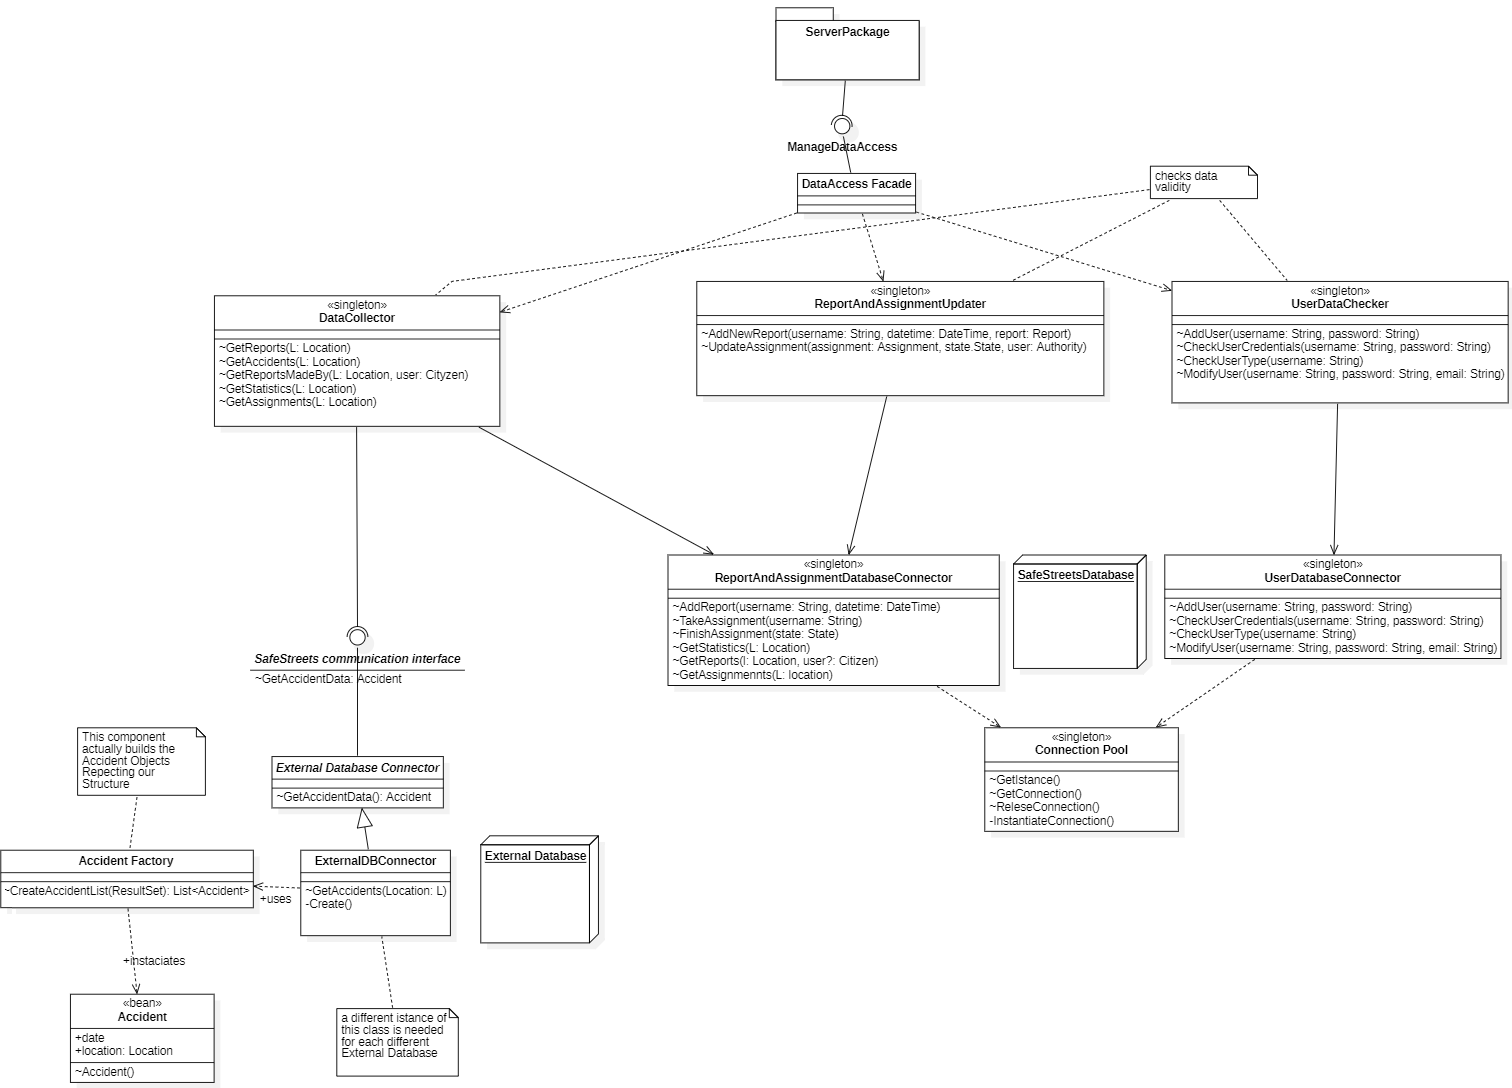 ServerPackage
ManageDataAccess
DataAccess Facade
checks data
validity
«singleton»
DataCollector
~GetReports(L: Location)
~GetAccidents(L: Location)
~GetReportsMadeBy(L: Location, user: Cityzen)
~GetStatistics(L: Location)
~GetAssignments(L: Location)
«singleton»
ReportAndAssignmentUpdater
~AddNewReport(username: String, datetime: DateTime, report: Report)
~UpdateAssignment(assignment: Assignment, state.State, user: Authority)
«singleton»
UserDataChecker
~AddUser(username: String, password: String)
~CheckUserCredentials(username: String, password: String)
~CheckUserType(username: String)
~ModifyUser(username: String, password: String, email: String)
«singleton»
ReportAndAssignmentDatabaseConnector
~AddReport(username: String, datetime: DateTime)
~TakeAssignment(username: String)
~FinishAssignment(state: State)
~GetStatistics(L: Location)
~GetReports(l: Location, user?: Citizen)
~GetAssignmennts(L: location)
SafeStreetsDatabase
«singleton»
UserDatabaseConnector
~AddUser(username: String, password: String)
~CheckUserCredentials(username: String, password: String)
~CheckUserType(username: String)
~ModifyUser(username: String, password: String, email: String)
SafeStreets communication interface
~GetAccidentData: Accident
«singleton»
Connection Pool
~GetIstance()
~GetConnection()
~ReleseConnection()
-InstantiateConnection()
This component
actually builds the
Accident Objects
Repecting our
Structure
External Database Connector
~GetAccidentData(): Accident
Accident Factory
~CreateAccidentList(ResultSet): List<Accident>
+uses
ExternalDBConnector
~GetAccidents(Location: L)
-Create()
External Database
+instaciates
«bean»
Accident
+date
+location: Location
~Accident()
a different istance of
this class is needed
for each different
External Database